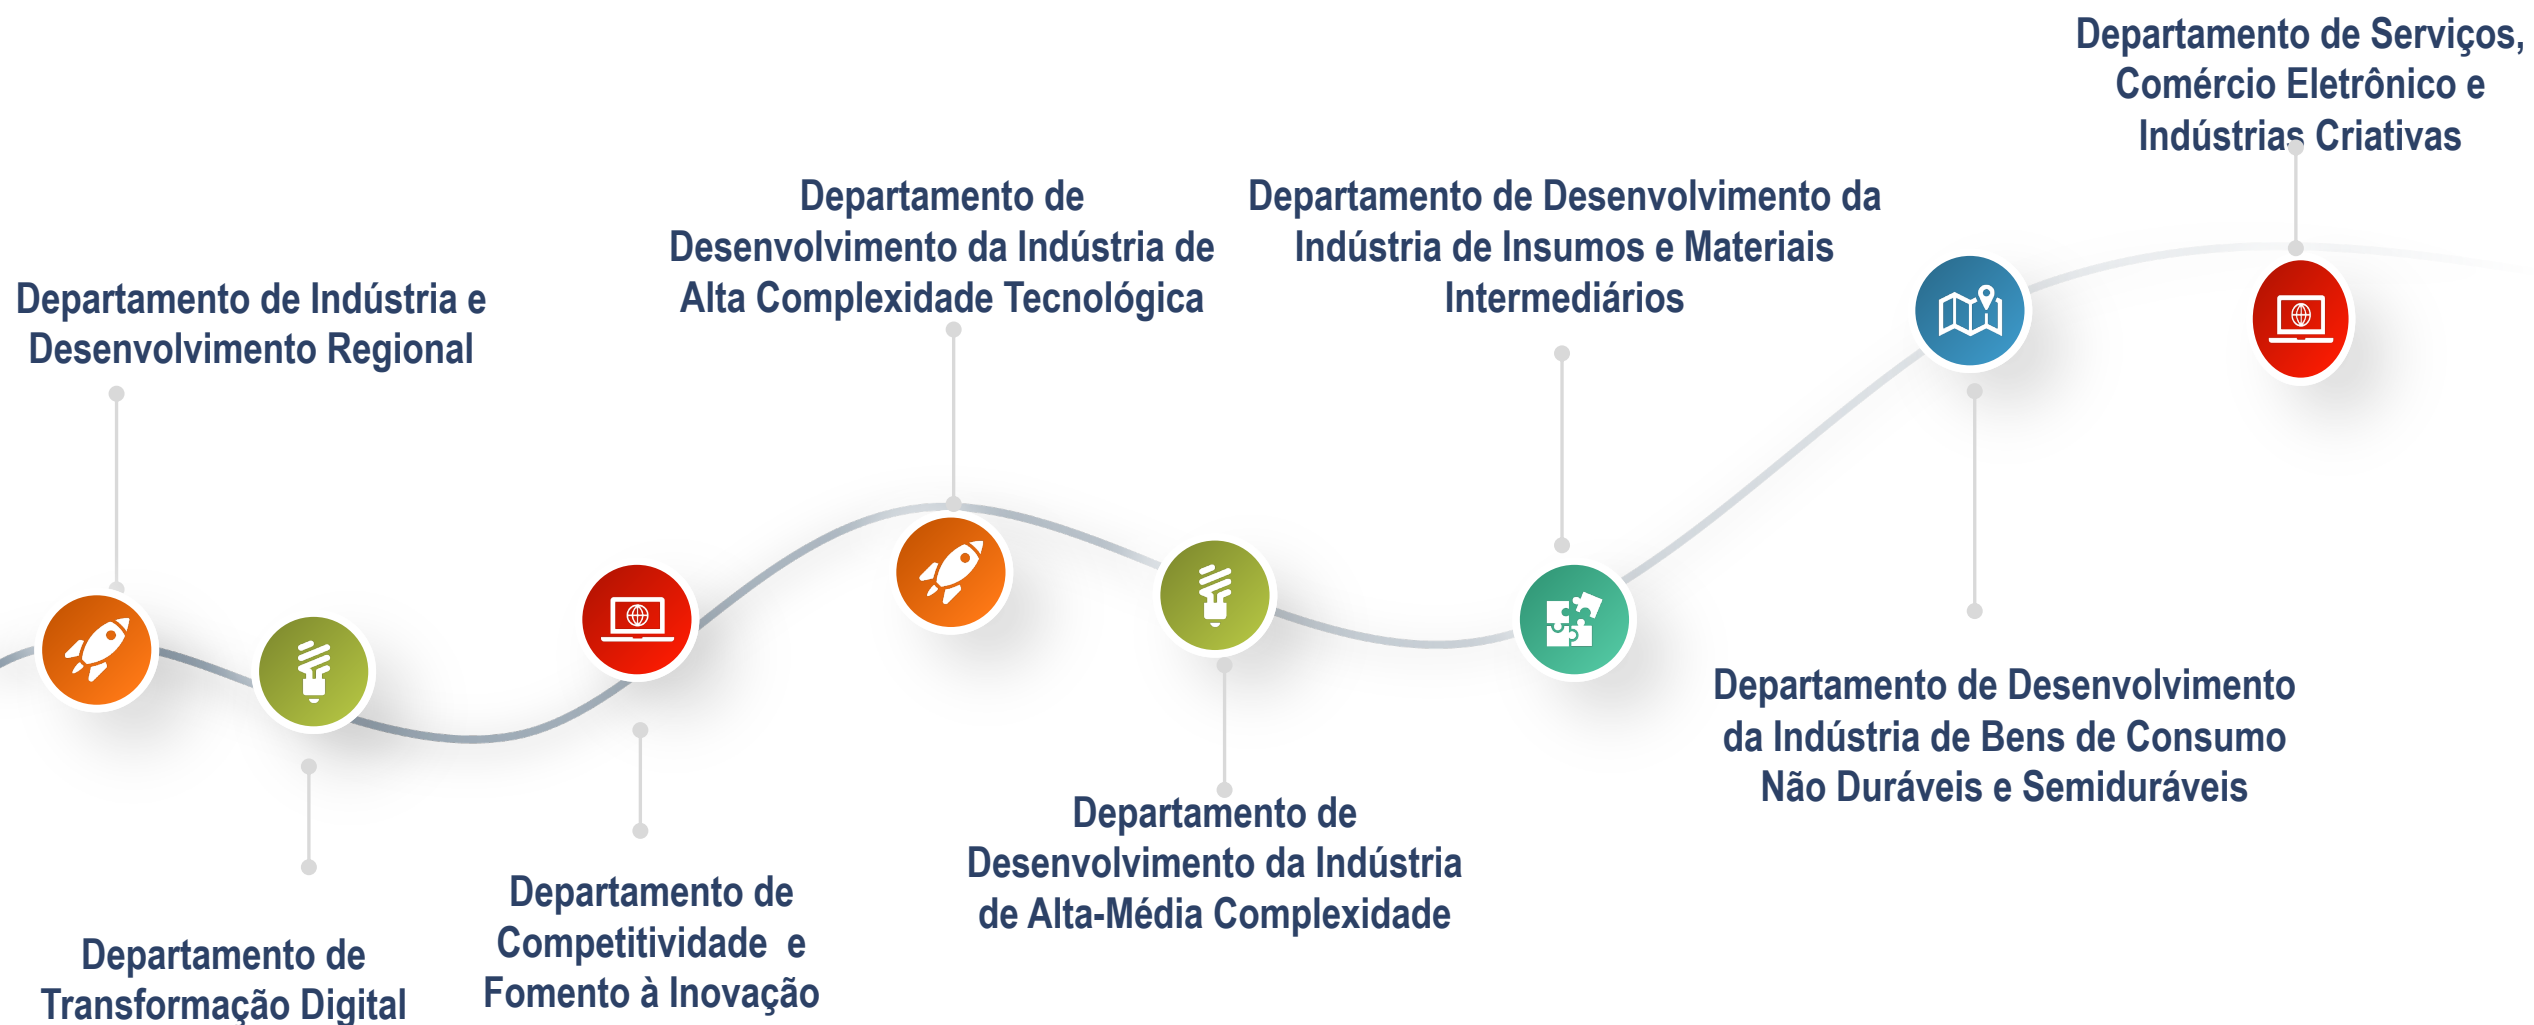 Departamento de Indústria e
Desenvolvimento Regional
Departamento de
Transformação Digital
Departamento de
Competitividade e
Fomento à Inovação
Departamento de
Desenvolvimento da Indústria de
Alta Complexidade Tecnológica
Departamento de
Desenvolvimento da Indústria
de Alta-Média Complexidade
Departamento de Desenvolvimento da
Indústria de Insumos e Materiais
Intermediários
Departamento de Desenvolvimento
da Indústria de Bens de Consumo
Não Duráveis e Semiduráveis
Departamento de Serviços,
Comércio Eletrônico e
Indústrias Criativas